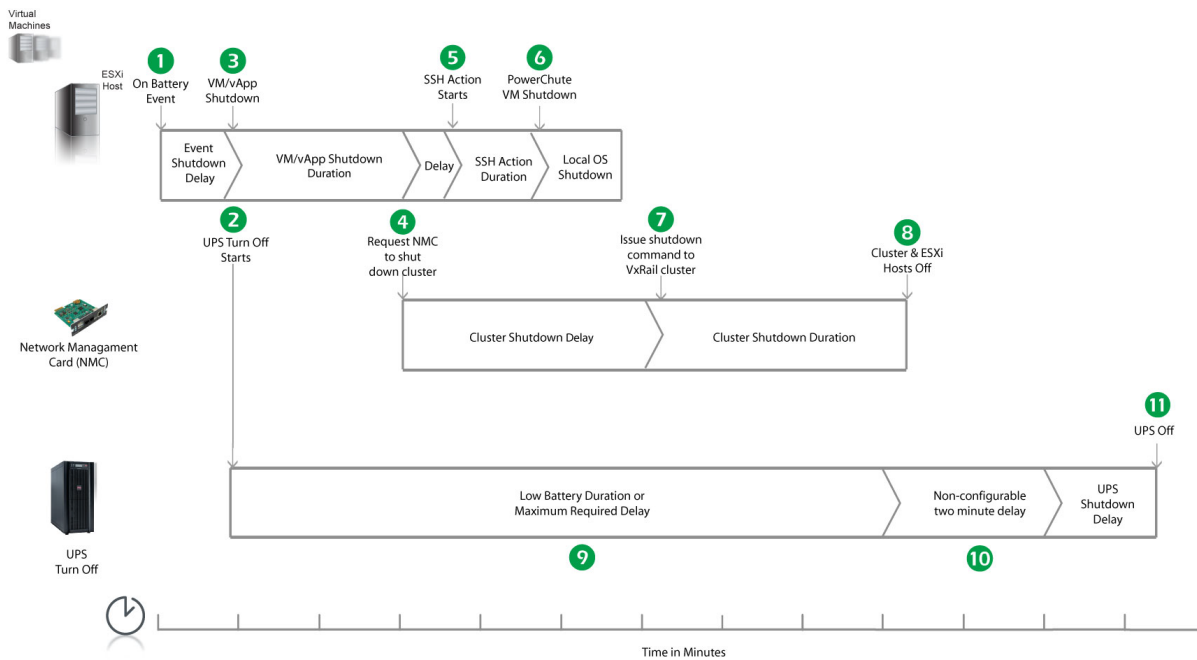 Virtual
Machines
ESXi
Host
1
On Battery
Event
3
VM/vApp
Shutdown
5
SSH Action
Starts
6
PowerChute
VM Shutdown
Event
Shutdown
Delay
VM/vApp Shutdown
Duration
Delay
SSH Action
Duration
Local OS
Shutdown
2
UPS Turn Off
Starts
4
Request NMC
to shut
down cluster
7
Issue shutdown
command to
VxRail cluster
8
Cluster & ESXi
Hosts Off
Network Managament
Card (NMC)
Cluster Shutdown Delay
Cluster Shutdown Duration
11
UPS Off
UPS
Turn Off
Low Battery Duration or
Maximum Required Delay
Non-configurable
two minute delay
UPS
Shutdown
Delay
9
10
Time in Minutes